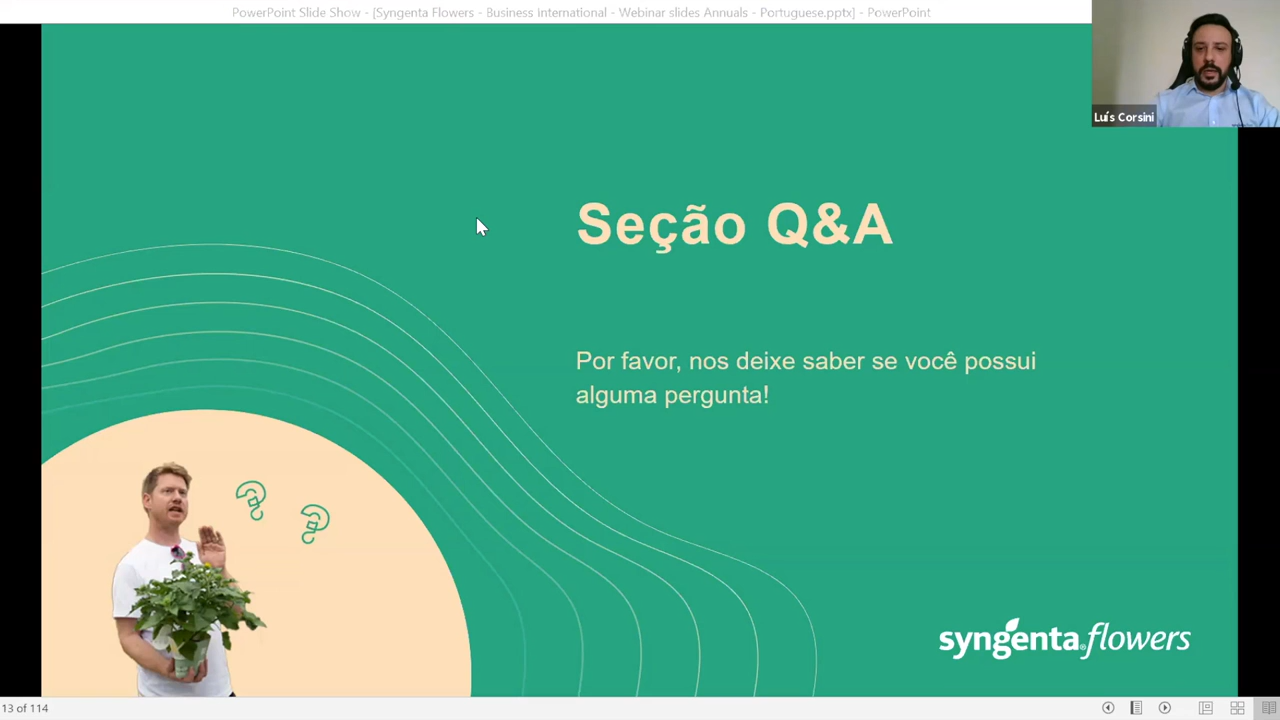 PowerPoint Slide Show - [Syngenta Flowers - Business International - Webinar slides Annuals - Portuguese.pptx] - PowerPoint
Luís Corsini
Seção Q&A
Por favor, nos deixe saber se você possui
alguma pergunta!
syngenta® flowers
13 of 114